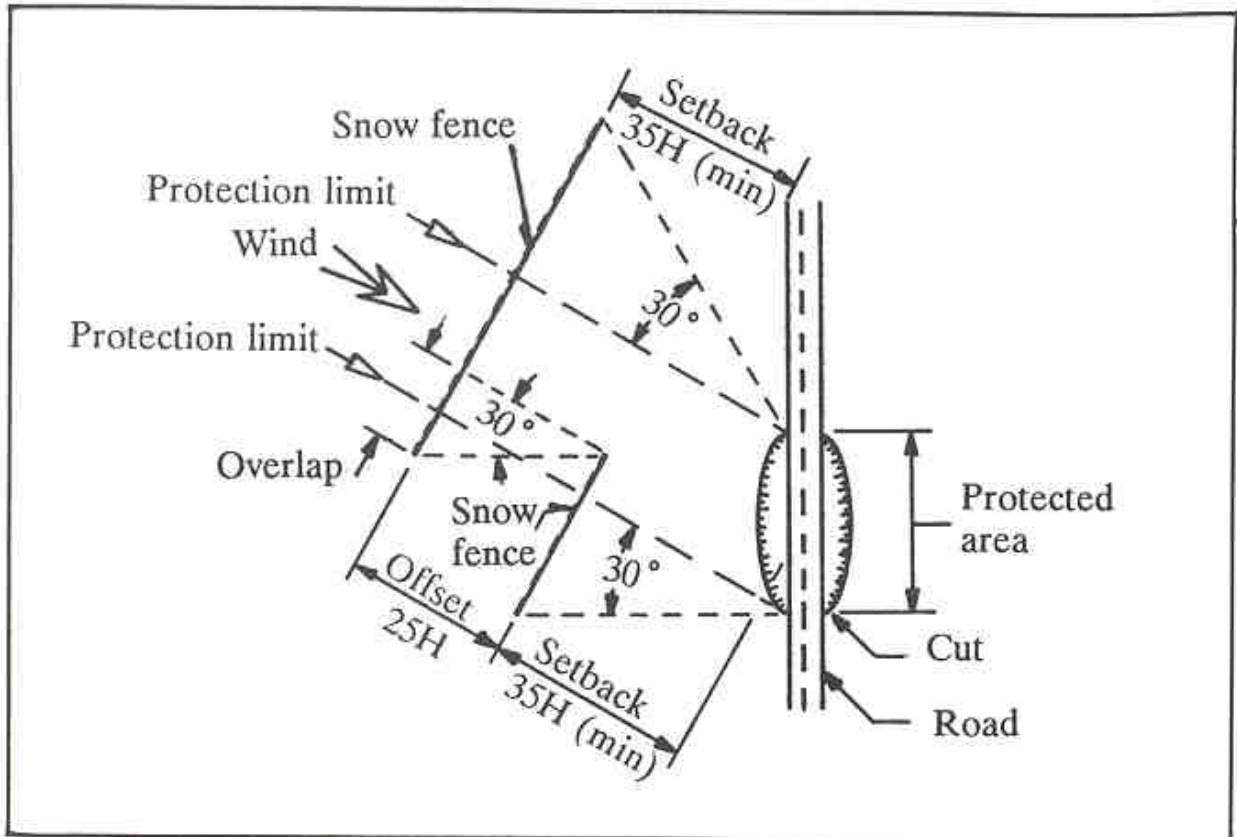 Setback
35H (min)
Snow fence
Protection limit
Wind
30°
Protection limit
30°
Overlap
Snow
fence
Protected
area
30°
Offset
25H
Setback
35H (min)
Cut
Road